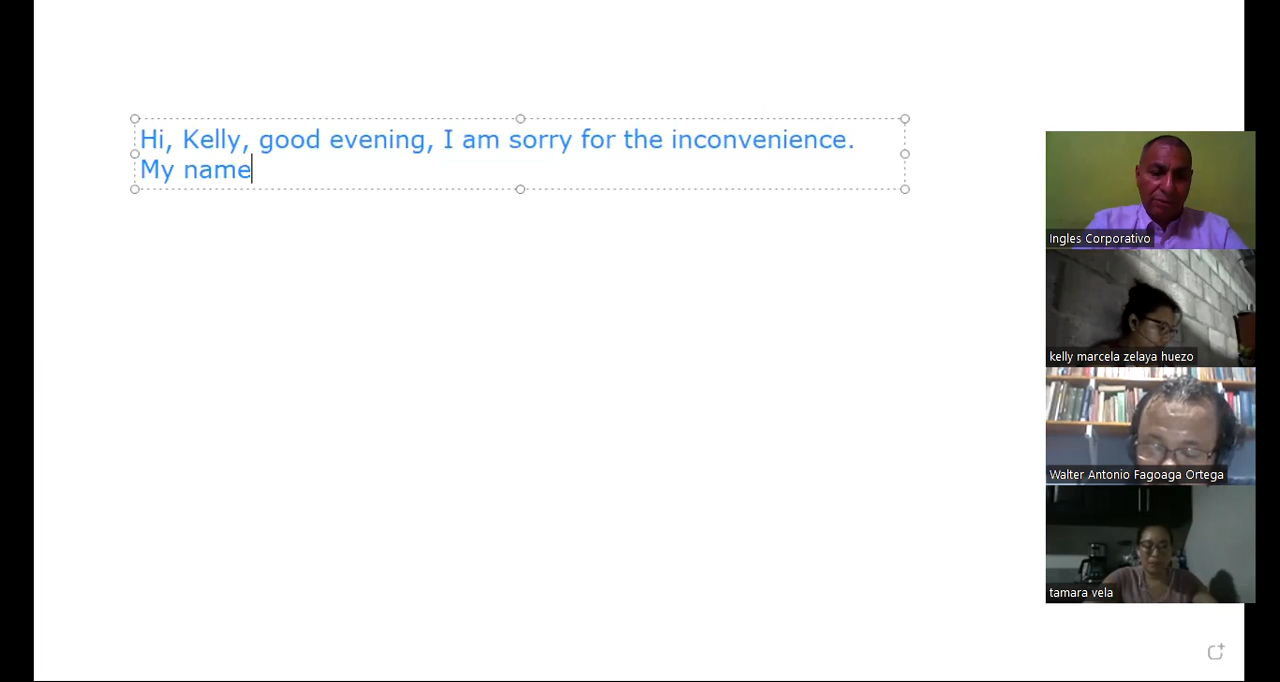 Hi, Kelly, good evening, I am sorry for the inconvenience.
My name
Ingles Corporativo
kelly marcela zelaya huezo
Walter Antonio Fagoaga Ortega
tamara vela